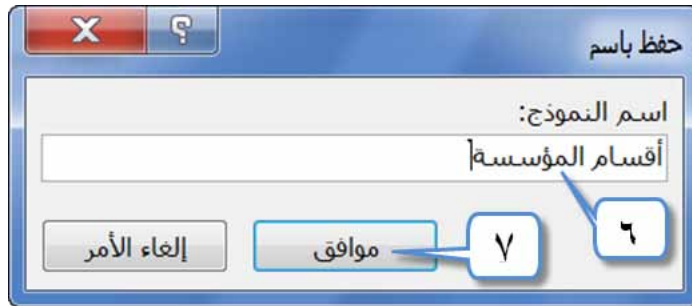 حفظ باسم
اسم النموذج:
أقسام المؤسسة
٦
موافق
إلغاء الأمر
٧